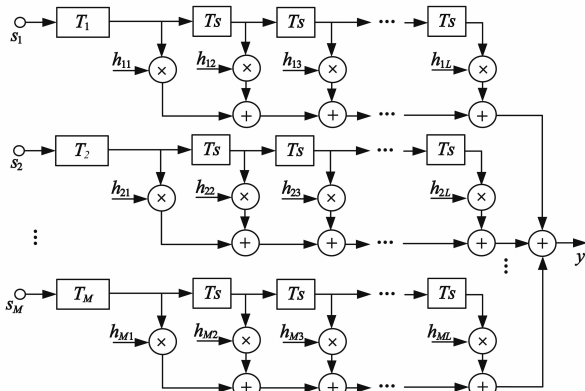 s₁ T₁ Ts Ts ... Ts
h₁₁ h₁₂ h₁₃ h₁L
× × × ×
+ + ... +
s₂ T₂ Ts Ts ... Ts
h₂₁ h₂₂ h₂₃ h₂L
× × × ×
... + + ... + + y
...
s_M T_M Ts Ts ... Ts
h_M1 h_M2 h_M3 h_ML
× × × ×
+ + ... +